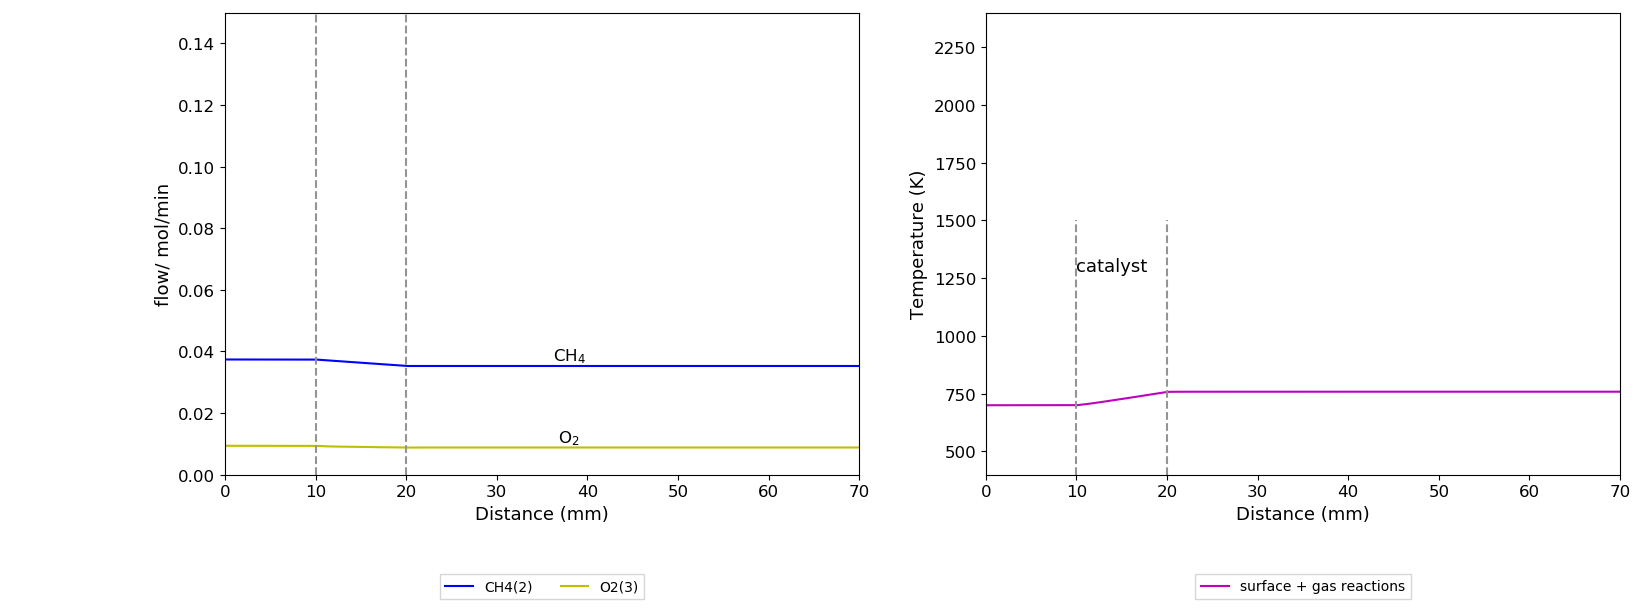 0.14
0.12
0.10
0.08
0.06
0.04
0.02
0.00
flow/ mol/min
CH₄
O₂
0 10 20 30 40 50 60 70
Distance (mm)
CH4(2) O2(3)
2250
2000
1750
1500
1250
1000
750
500
Temperature (K)
catalyst
0 10 20 30 40 50 60 70
Distance (mm)
surface + gas reactions